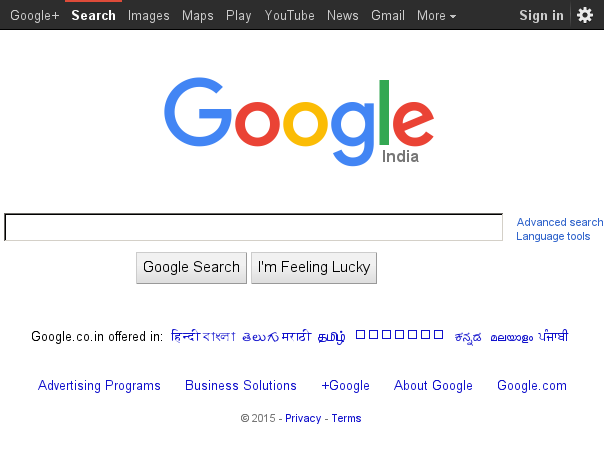 Google+ Search Images Maps Play YouTube News Gmail More Sign in
Google
India
Advanced search
Language tools
Google Search I'm Feeling Lucky
Google.co.in offered in: हिन्दी বাংলা తెలుగు मराठी தமிழ் ಕನ್ನಡ മലയാളം ਪੰਜਾਬੀ
Advertising Programs Business Solutions +Google About Google Google.com
© 2015 - Privacy - Terms